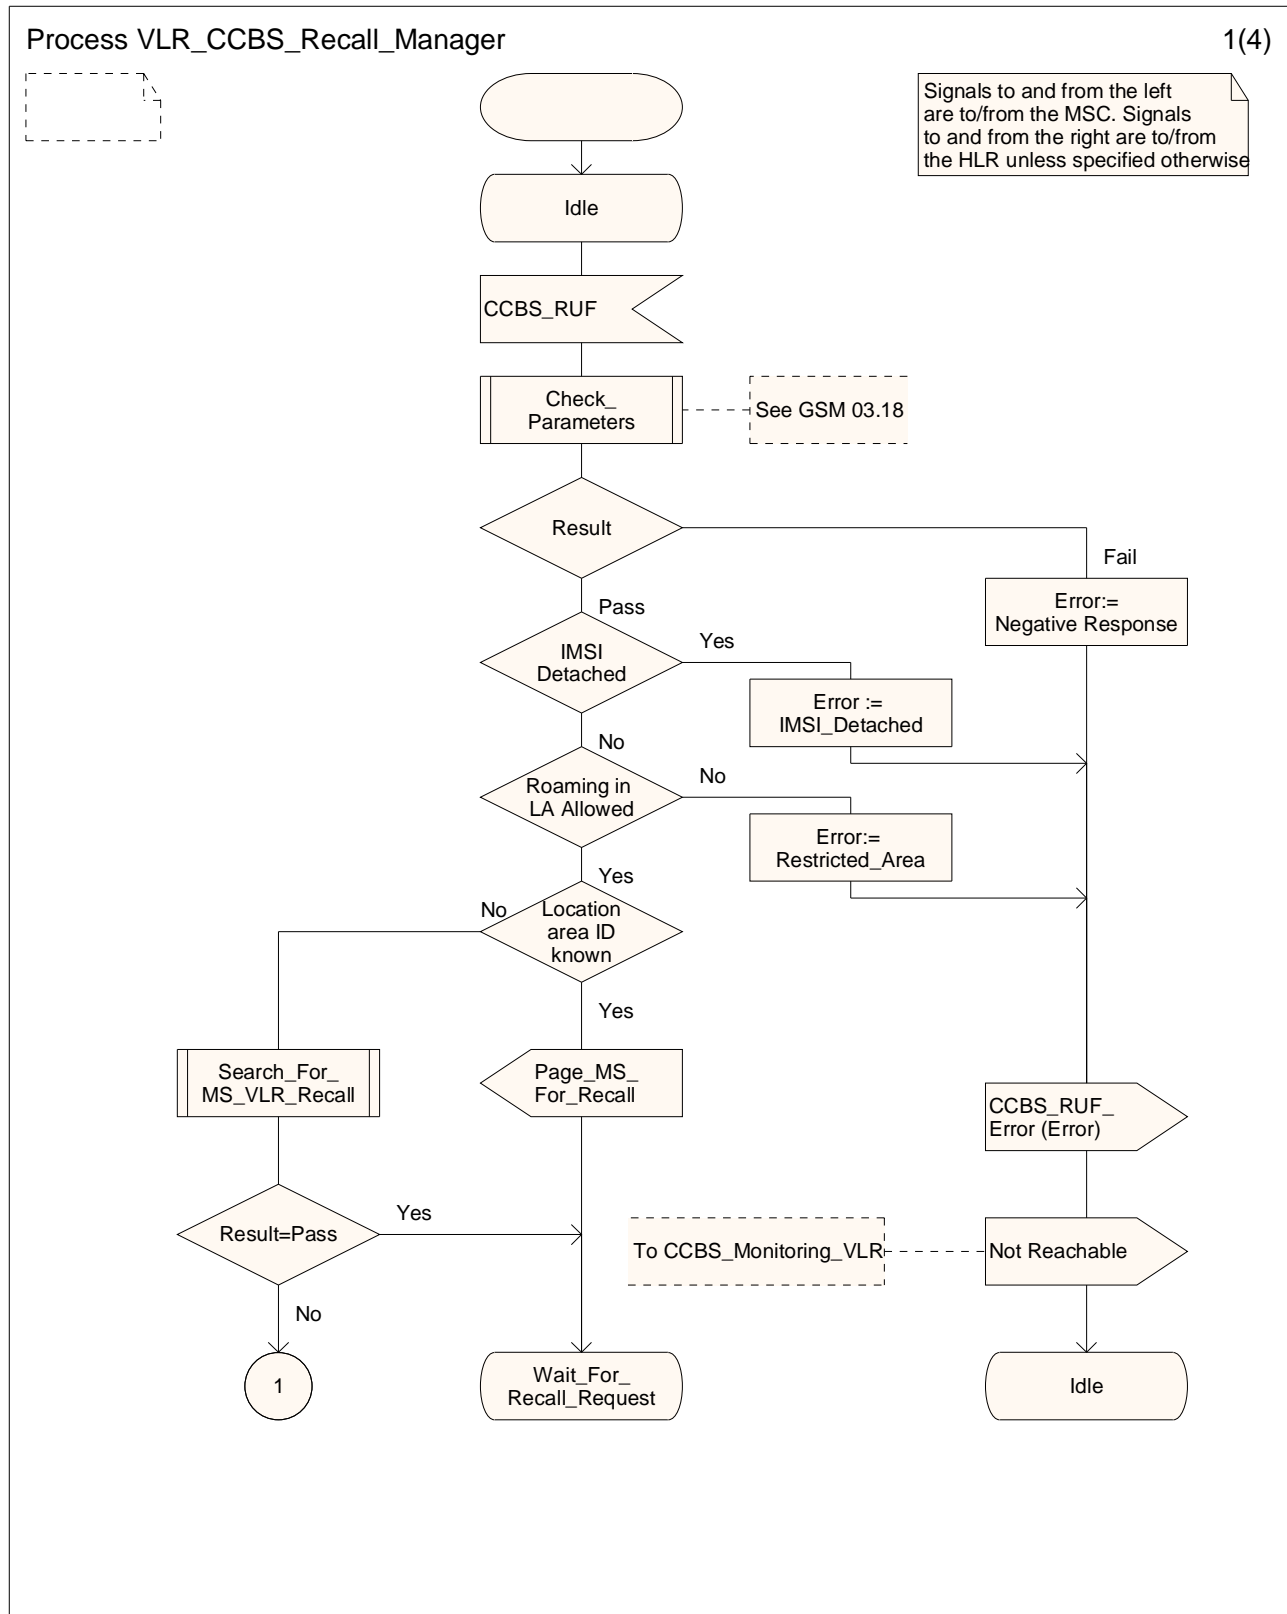 Process VLR_CCBS_Recall_Manager
1(4)
Signals to and from the left
are to/from the MSC. Signals
to and from the right are to/from
the HLR unless specified otherwise
Idle
CCBS_RUF
Check_
Parameters
See GSM 03.18
Result
Fail
Error:=
Negative Response
Pass
IMSI
Detached
Yes
Error :=
IMSI_Detached
No
Roaming in
LA Allowed
No
Error:=
Restricted_Area
Yes
Location
area ID
known
No
Yes
Search_For_
MS_VLR_Recall
Page_MS_
For_Recall
CCBS_RUF_
Error (Error)
Result=Pass
Yes
To CCBS_Monitoring_VLR
Not Reachable
No
1
Wait_For_
Recall_Request
Idle